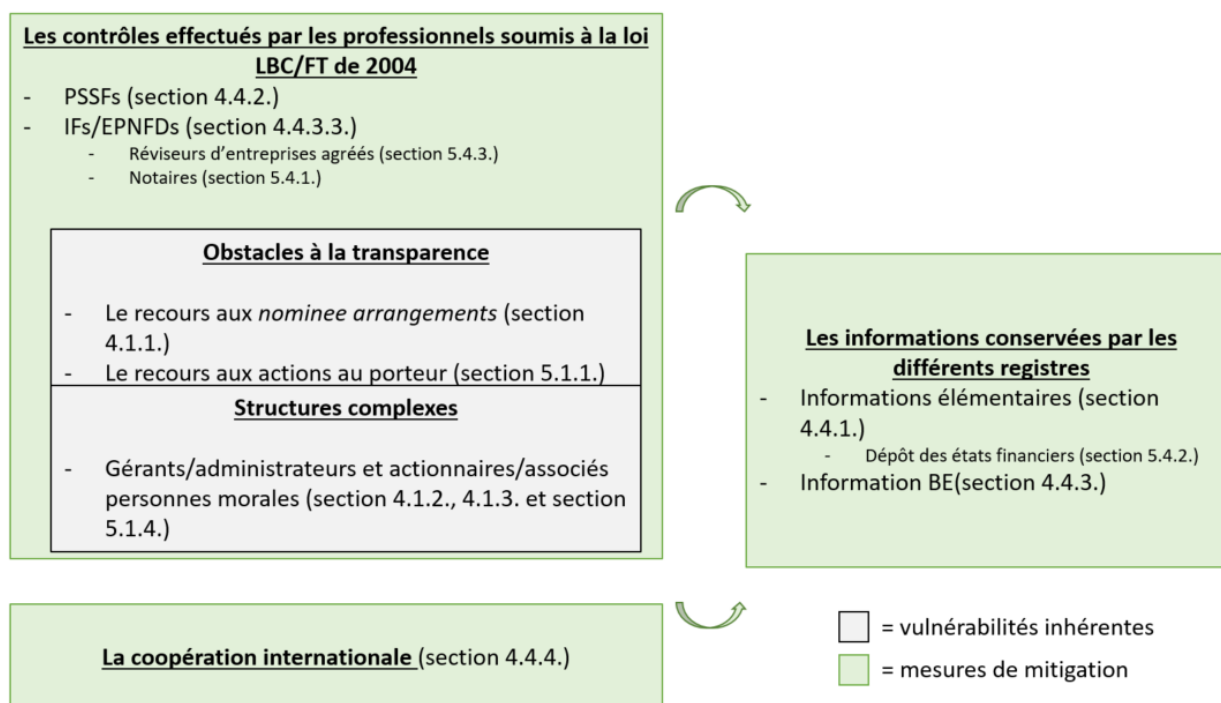 Les contrôles effectués par les professionnels soumis à la loi
LBC/FT de 2004
- PSSFs (section 4.4.2.)
- IFs/EPNFDs (section 4.4.3.3.)
- Réviseurs d’entreprises agréés (section 5.4.3.)
- Notaires (section 5.4.1.)
Obstacles à la transparence
- Le recours aux nominee arrangements (section
4.1.1.)
- Le recours aux actions au porteur (section 5.1.1.)
Structures complexes
- Gérants/administrateurs et actionnaires/associés
personnes morales (section 4.1.2., 4.1.3. et section
5.1.4.)
La coopération internationale (section 4.4.4.)
Les informations conservées par les
différents registres
- Informations élémentaires (section
4.4.1.)
- Dépôt des états financiers (section 5.4.2.)
- Information BE(section 4.4.3.)
= vulnérabilités inhérentes
= mesures de mitigation